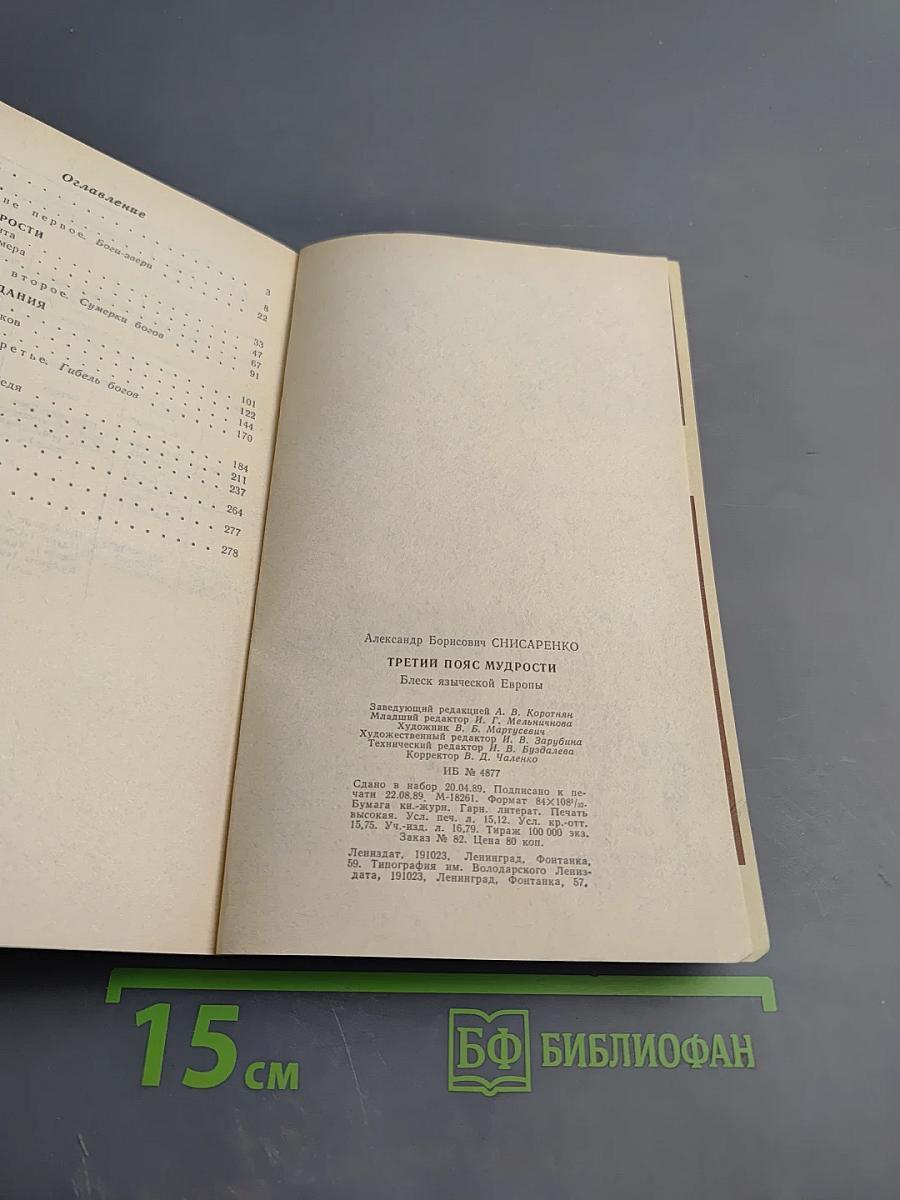 Оглавление
3
не первое. Боги-звери
8
РОСТИ
22
мера
второе. Сумерки богов
33
ДАНИЯ
47
ков
67
91
ретье. Гибель богов
101
122
едя
144
170
184
211
237
264
277
278
Александр Борисович СНИСАРЕНКО
ТРЕТИЙ ПОЯС МУДРОСТИ
Блеск языческой Европы
Заведующий редакцией А. В. Коротнян
Младший редактор И. Г. Мельничнова
Художник В. Б. Мартусевич
Художественный редактор И. В. Зарубина
Технический редактор И. В. Буздалева
Корректор В. Д. Чаленко
ИБ № 4877
Сдано в набор 20.04.89. Подписано к пе-
чати 22.08.89. М-18261. Формат 84×108¹/₃₂.
Бумага кн.-журн. Гарн. литерат. Печать
высокая. Усл. печ. л. 15,12. Усл. кр.-отт.
15,75. Уч.-изд. л. 16,79. Тираж 100 000 экз.
Заказ № 82. Цена 80 коп.
Лениздат, 191023, Ленинград, Фонтанка,
59. Типография им. Володарского Лениз-
дата, 191023, Ленинград, Фонтанка, 57.
15 см
БФ БИБЛИОФАН